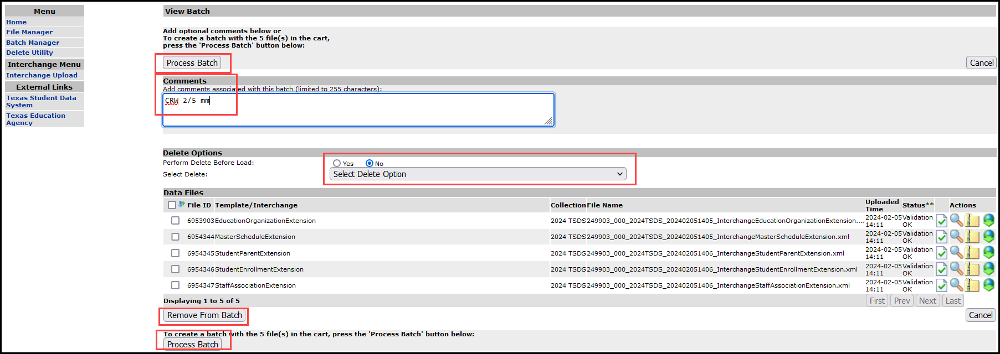 Menu
Home
File Manager
Batch Manager
Delete Utility
Interchange Menu
Interchange Upload
External Links
Texas Student Data
System
Texas Education
Agency
View Batch
Add optional comments below or
To create a batch with the 5 file(s) in the cart,
press the 'Process Batch' button below:
Process Batch
Cancel
Comments
Add comments associated with this batch (limited to 255 characters):
CRW 2/5 mm
Delete Options
Perform Delete Before Load: Yes No
Select Delete: Select Delete Option
Data Files
File ID Template/Interchange Collection File Name Uploaded Time Status** Actions
6953903 EducationOrganizationExtension 2024 TSDS 249903_000_2024TSDS_202402051405_InterchangeEducationOrganizationExtension.... 2024-02-05 14:11 Validation OK
6954344 MasterScheduleExtension 2024 TSDS 249903_000_2024TSDS_202402051405_InterchangeMasterScheduleExtension.xml 2024-02-05 14:11 Validation OK
6954345 StudentParentExtension 2024 TSDS 249903_000_2024TSDS_202402051406_InterchangeStudentParentExtension.xml 2024-02-05 14:11 Validation OK
6954346 StudentEnrollmentExtension 2024 TSDS 249903_000_2024TSDS_202402051406_InterchangeStudentEnrollmentExtension.xml 2024-02-05 14:11 Validation OK
6954347 StaffAssociationExtension 2024 TSDS 249903_000_2024TSDS_202402051406_InterchangeStaffAssociationExtension.xml 2024-02-05 14:11 Validation OK
Displaying 1 to 5 of 5 First Prev Next Last
Remove From Batch Cancel
To create a batch with the 5 file(s) in the cart, press the 'Process Batch' button below:
Process Batch